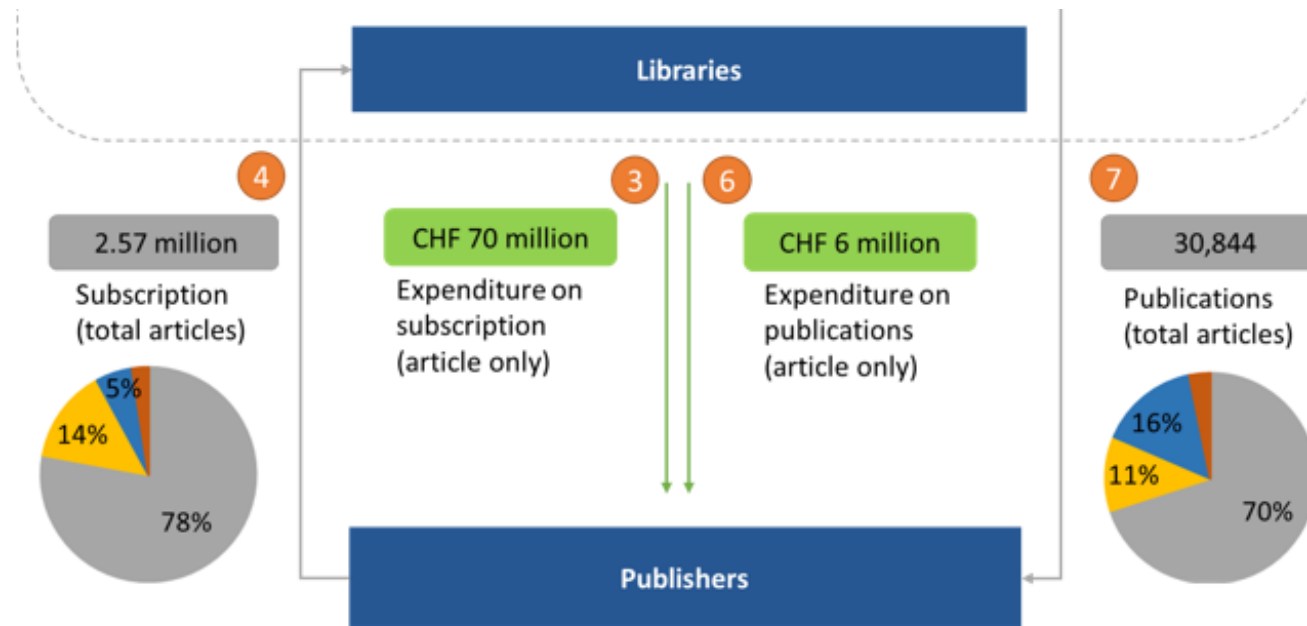 Libraries
4
3
6
7
2.57 million
CHF 70 million
CHF 6 million
30,844
Subscription
(total articles)
Expenditure on
subscription
(article only)
Expenditure on
publications
(article only)
Publications
(total articles)
5%
14%
78%
16%
11%
70%
Publishers